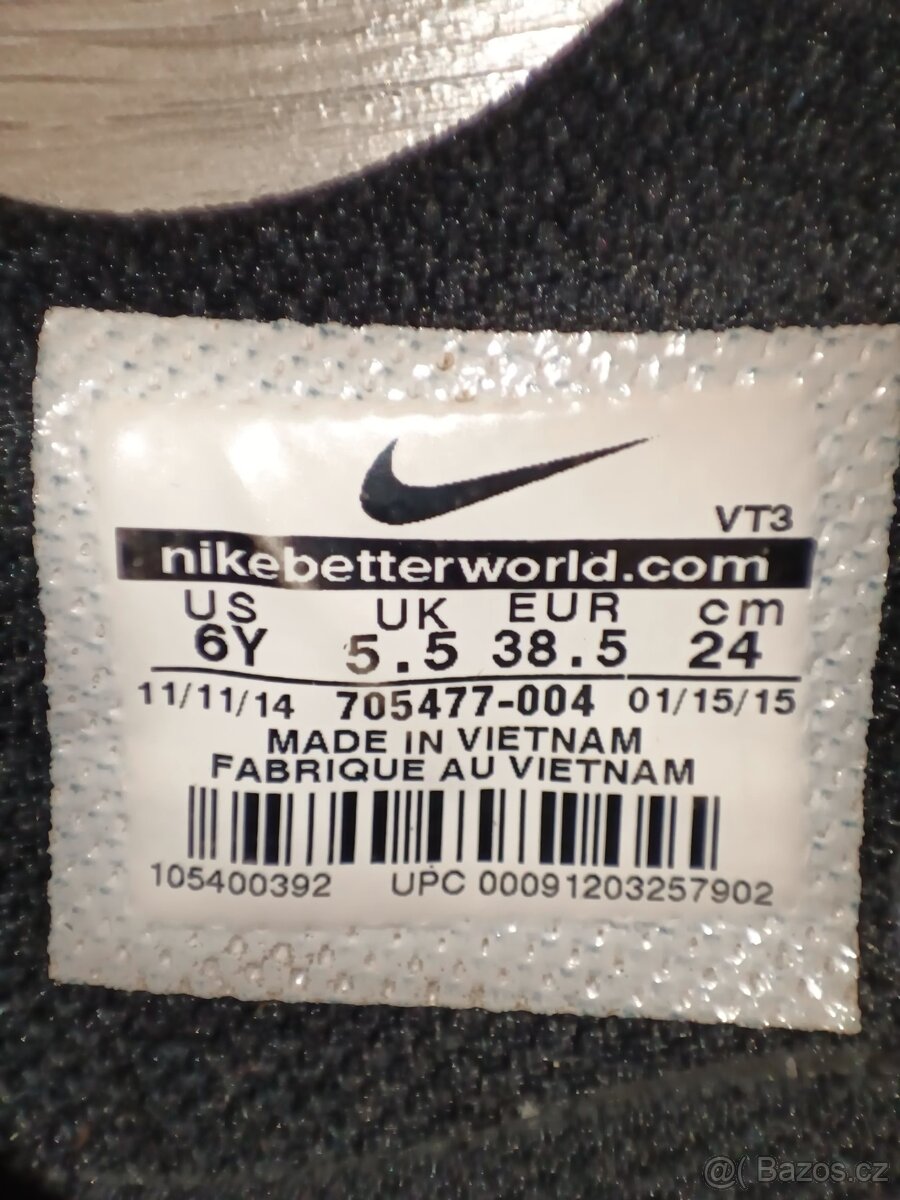 VT3
nikebetterworld.com
US UK EUR cm
6Y 5.5 38.5 24
11/11/14 705477-004 01/15/15
MADE IN VIETNAM
FABRIQUE AU VIETNAM
105400392 UPC 00091203257902
@( Bazos.cz